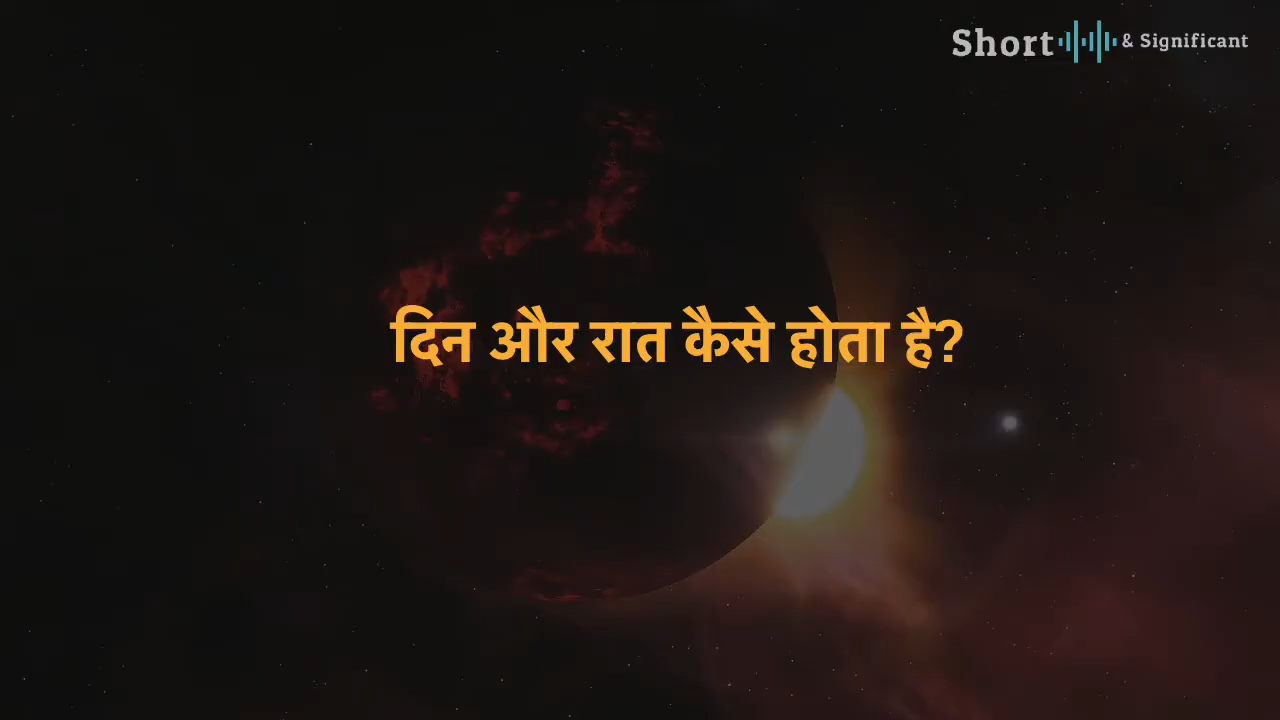 Short & Significant
दिन और रात कैसे होता है?